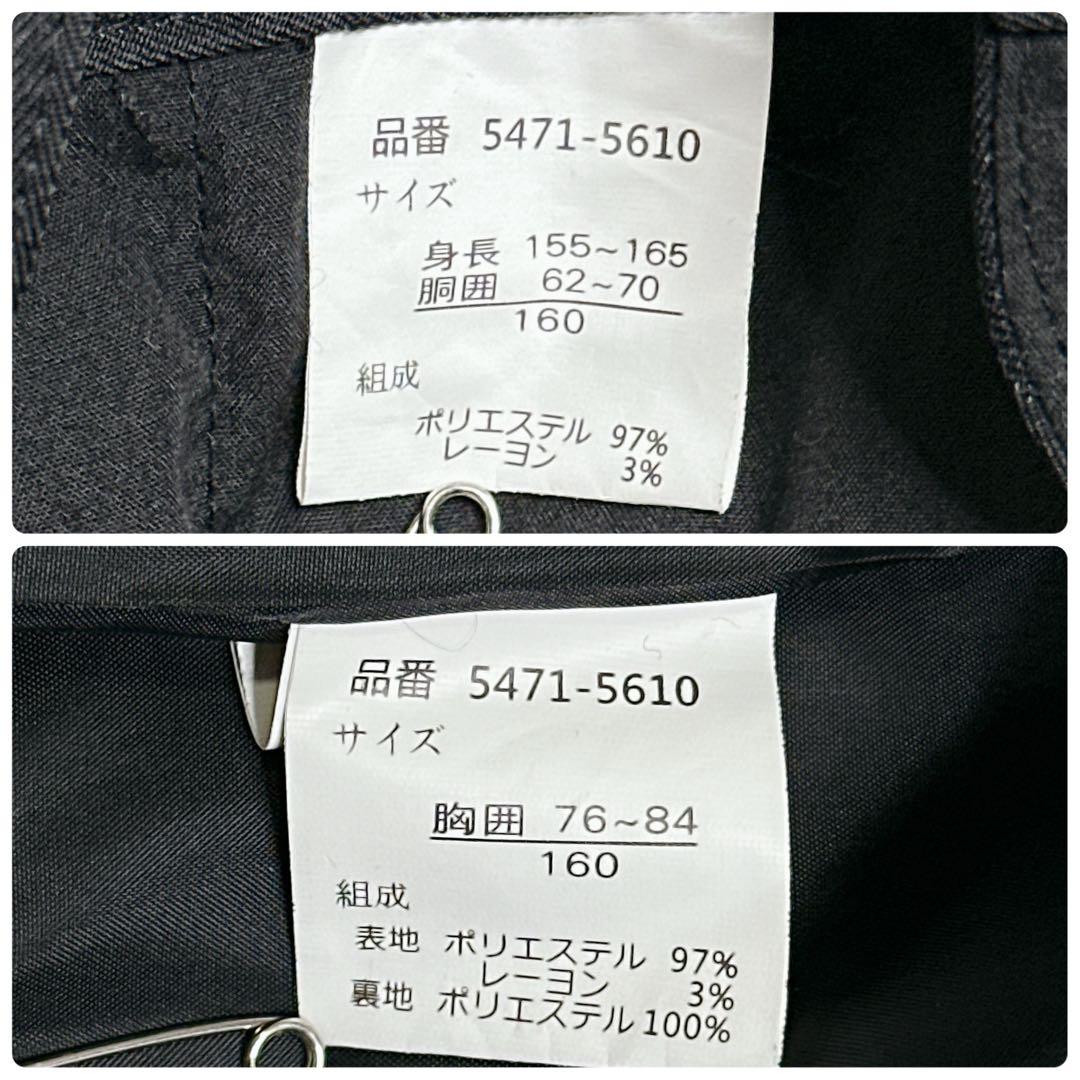 品番 5471-5610
サイズ
身長 155~165
胴囲 62~70
160
組成
ポリエステル 97%
レーヨン 3%
品番 5471-5610
サイズ
胸囲 76~84
160
組成
表地 ポリエステル 97%
レーヨン 3%
裏地 ポリエステル 100%